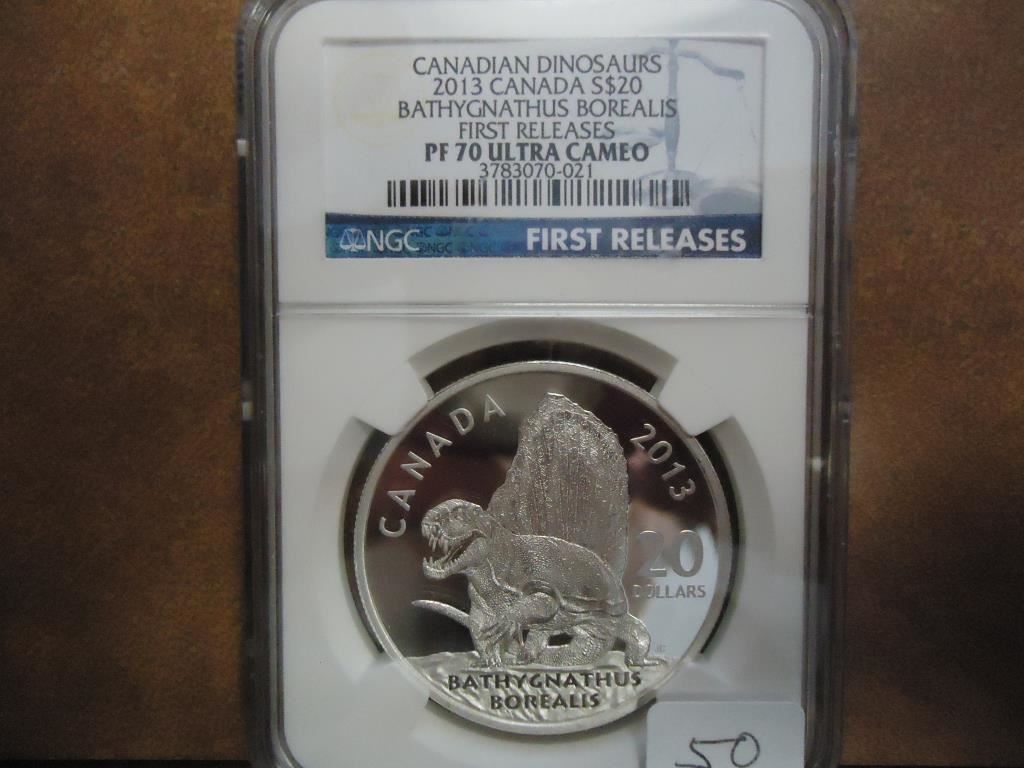 CANADIAN DINOSAURS
2013 CANADA S$20
BATHYGNATHUS BOREALIS
FIRST RELEASES
PF 70 ULTRA CAMEO
3783070-021
NGC FIRST RELEASES
CANADA 2013
20
DOLLARS
BATHYGNATHUS
BOREALIS
50